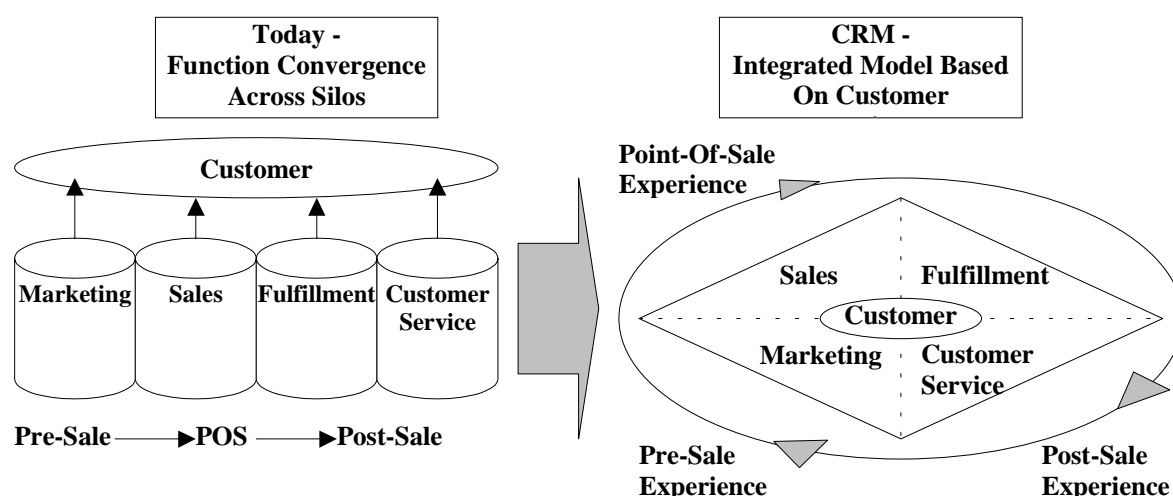 Today -
Function Convergence
Across Silos
Customer
Marketing
Sales
Fulfillment
Customer
Service
Pre-Sale
POS
Post-Sale
CRM -
Integrated Model Based
On Customer
Point-Of-Sale
Experience
Sales
Fulfillment
Customer
Marketing
Customer
Service
Pre-Sale
Experience
Post-Sale
Experience